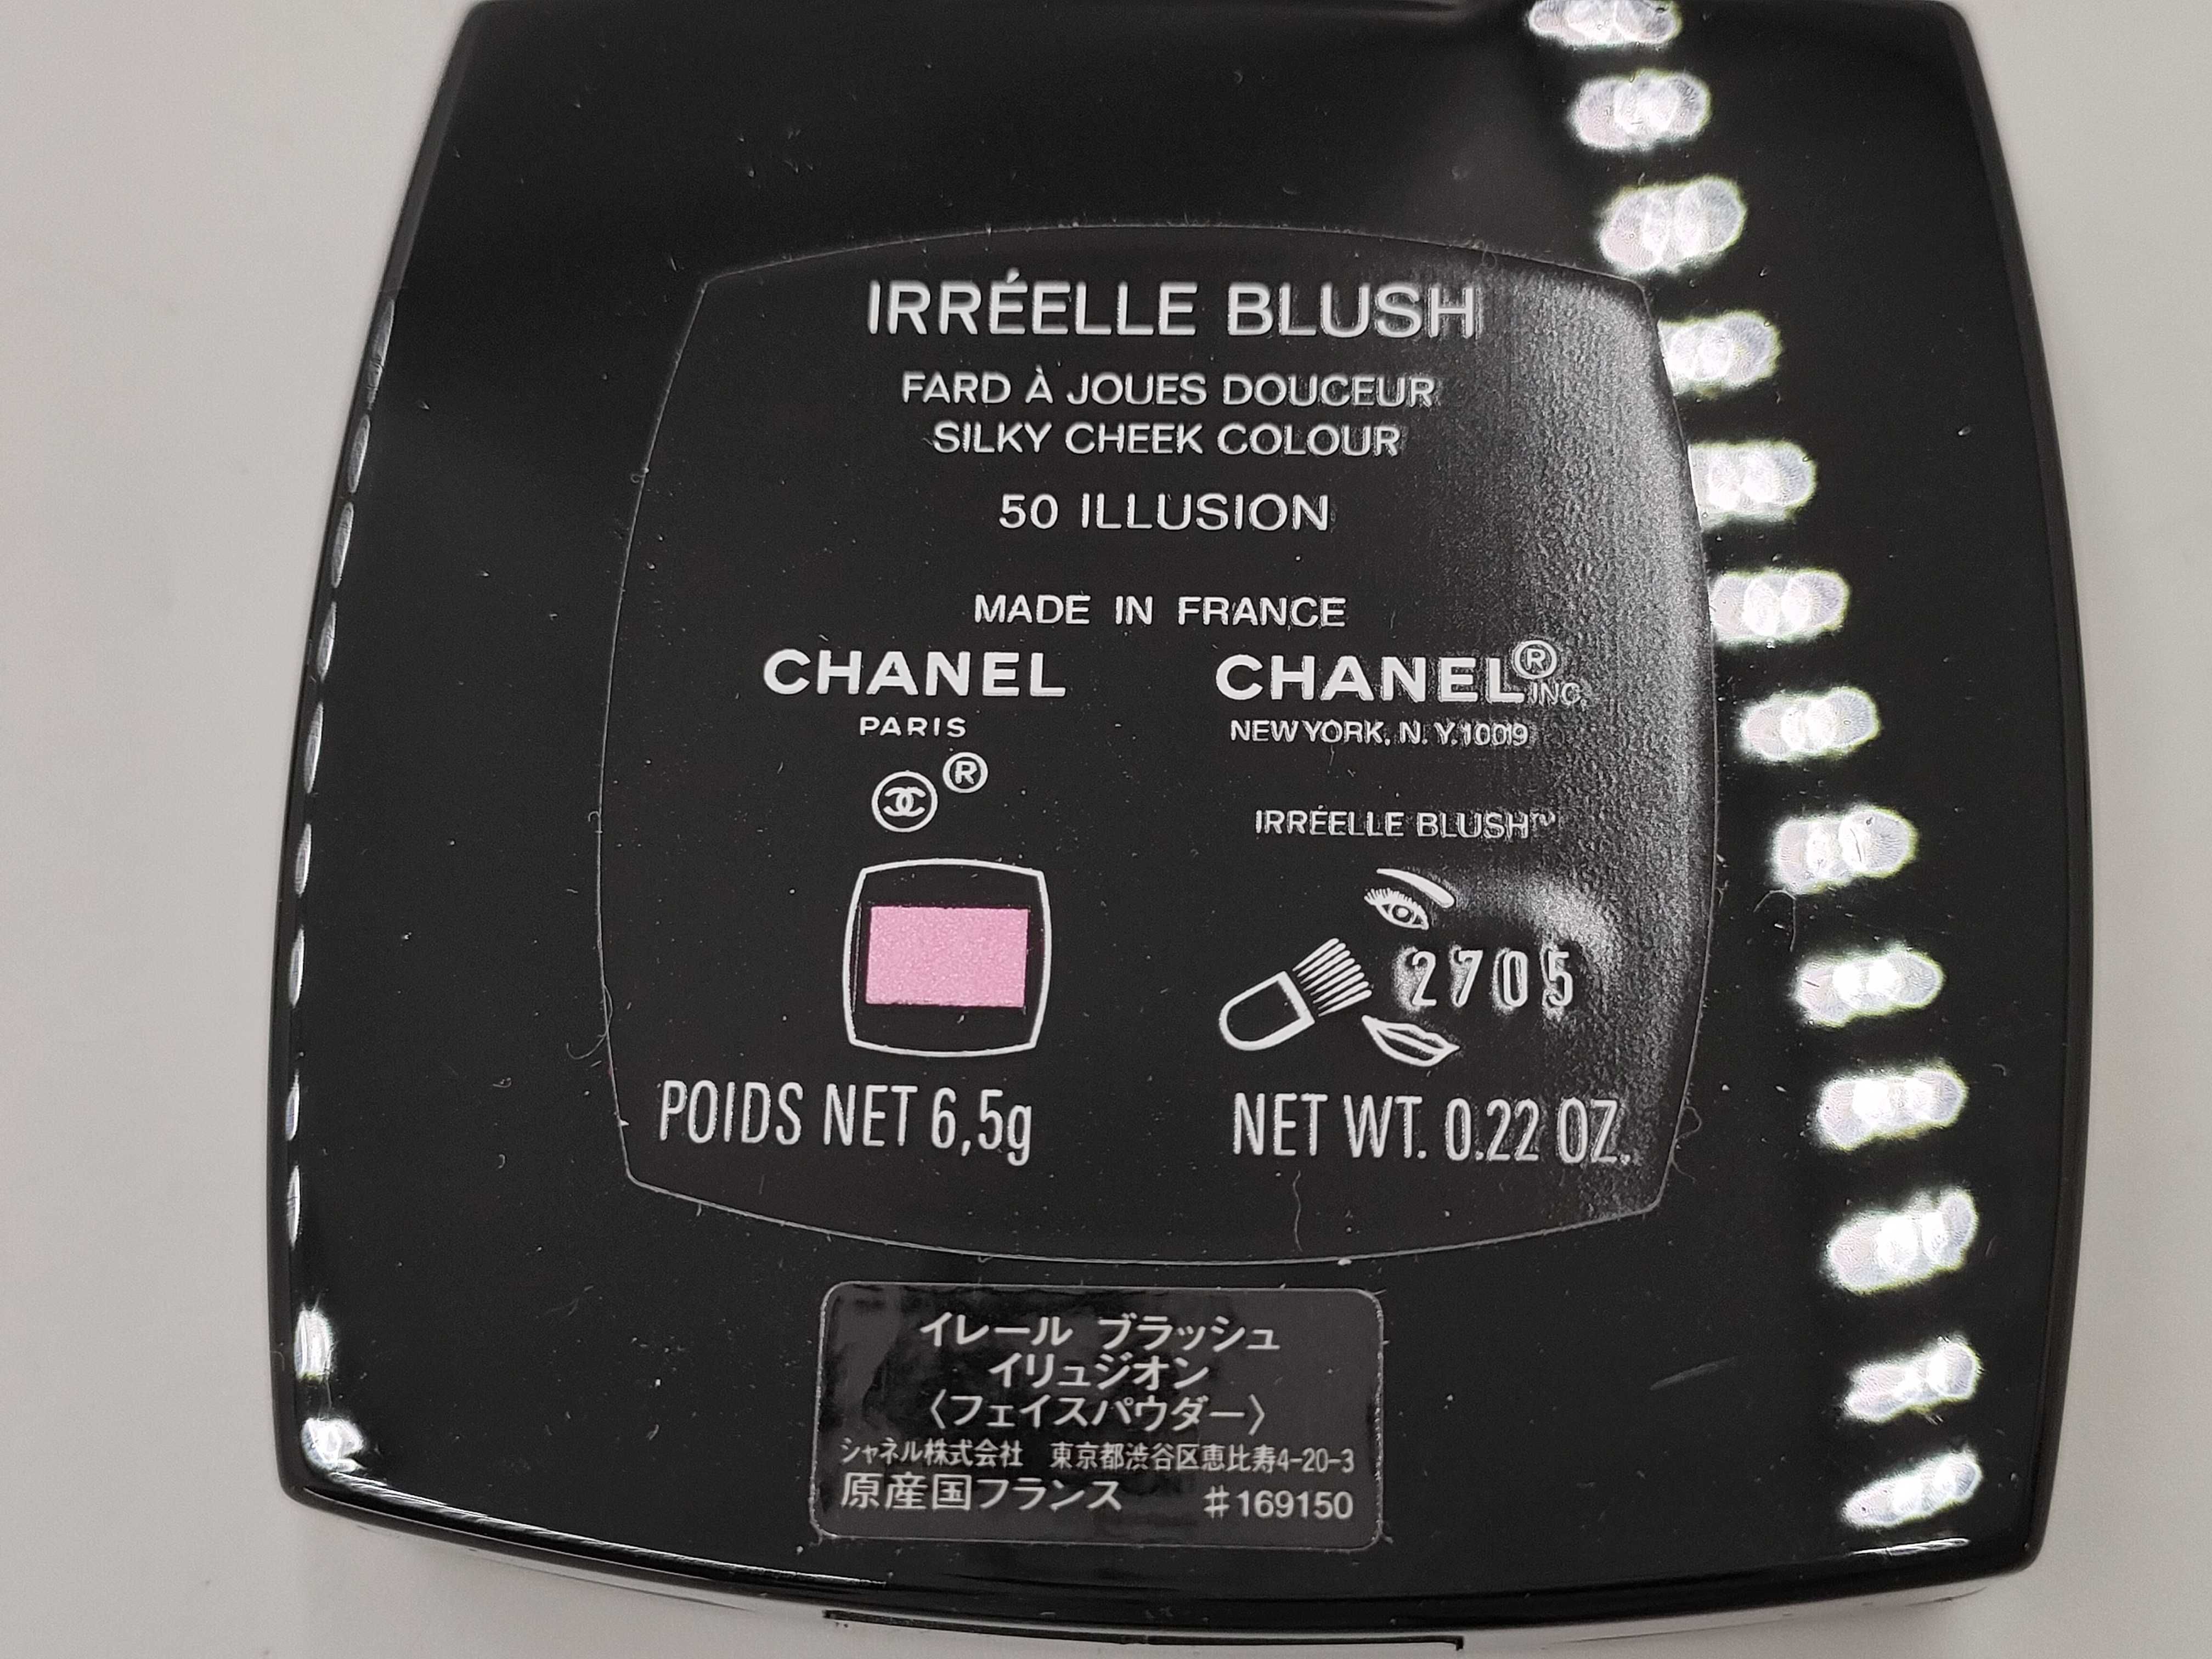 IRRÉELLE BLUSH
FARD À JOUES DOUCEUR
SILKY CHEEK COLOUR
50 ILLUSION
MADE IN FRANCE
CHANEL
PARIS
®
CHANEL® INC.
NEW YORK, N. Y. 10019
IRRÉELLE BLUSH™
2705
POIDS NET 6,5g
NET WT. 0.22 OZ.
イレール ブラッシュ
イリュジオン
〈フェイスパウダー〉
シャネル株式会社 東京都渋谷区恵比寿4-20-3
原産国フランス ♯169150